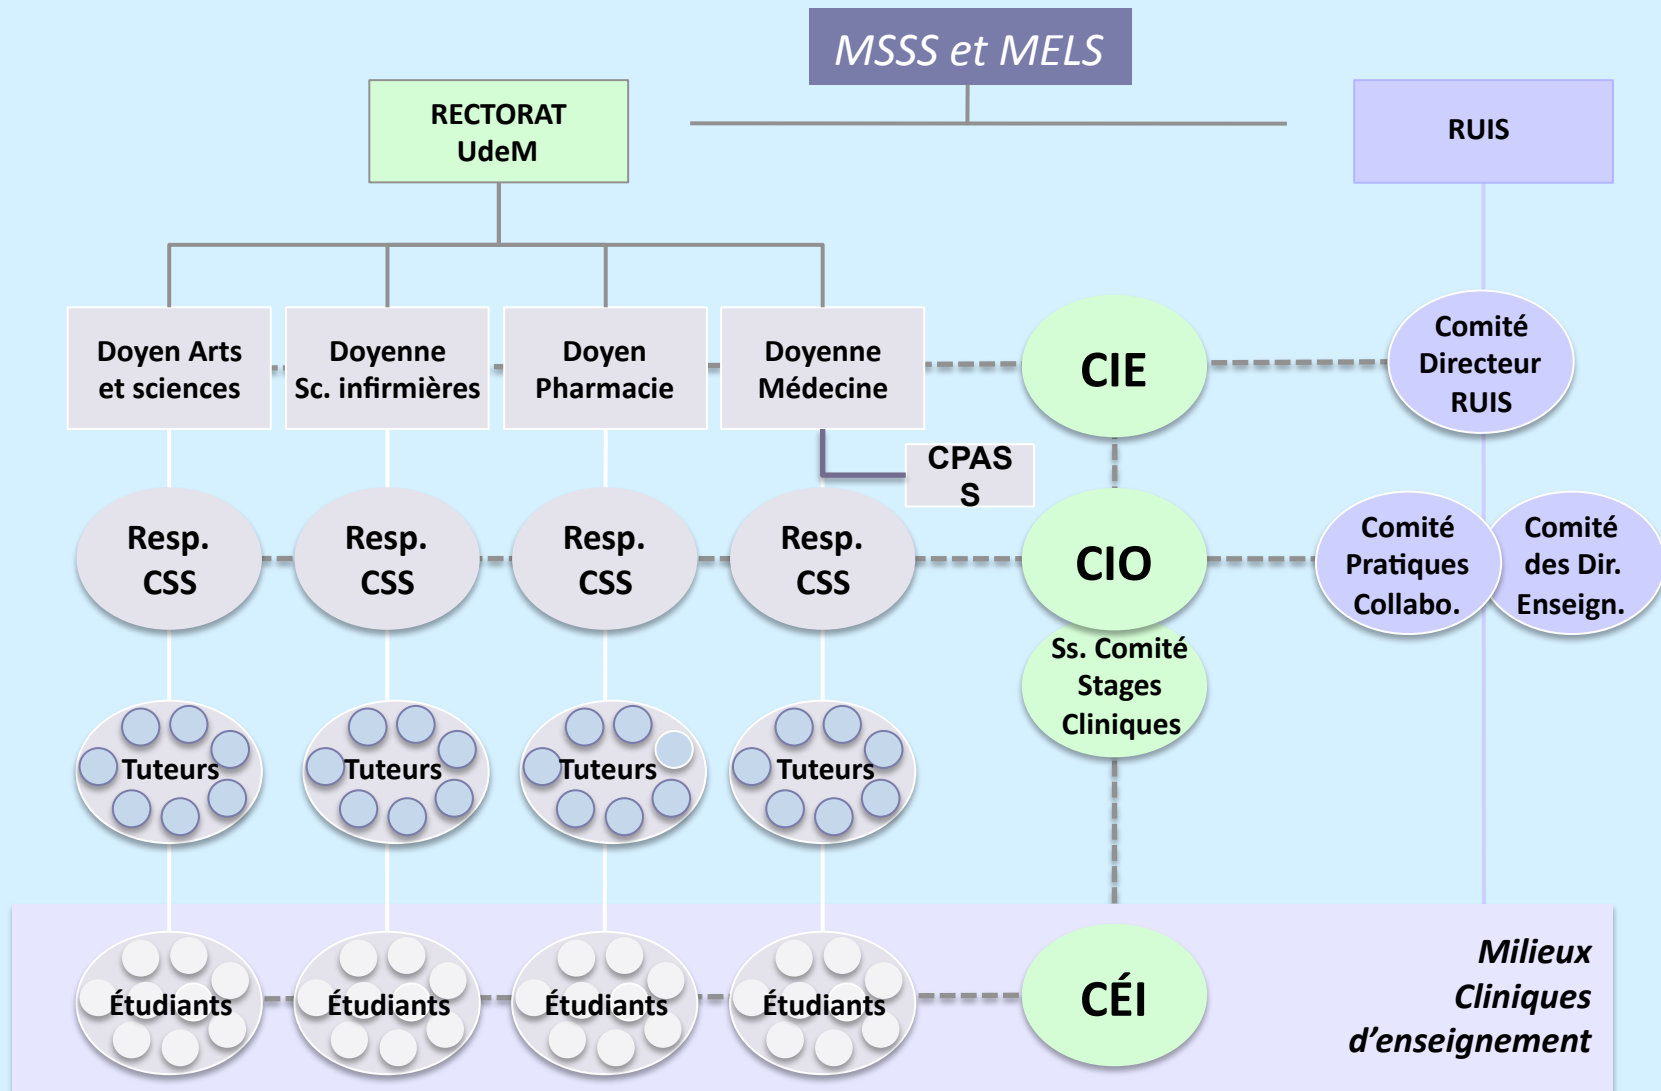 MSSS et MELS
RECTORAT
UdeM
RUIS
Doyen Arts
et sciences
Doyenne
Sc. infirmières
Doyen
Pharmacie
Doyenne
Médecine
CIE
Comité
Directeur
RUIS
CPAS
S
Resp.
CSS
Resp.
CSS
Resp.
CSS
Resp.
CSS
CIO
Comité
Pratiques
Collabo.
Comité
des Dir.
Enseign.
Ss. Comité
Stages
Cliniques
Tuteurs
Tuteurs
Tuteurs
Tuteurs
Étudiants
Étudiants
Étudiants
Étudiants
CÉI
Milieux
Cliniques
d'enseignement